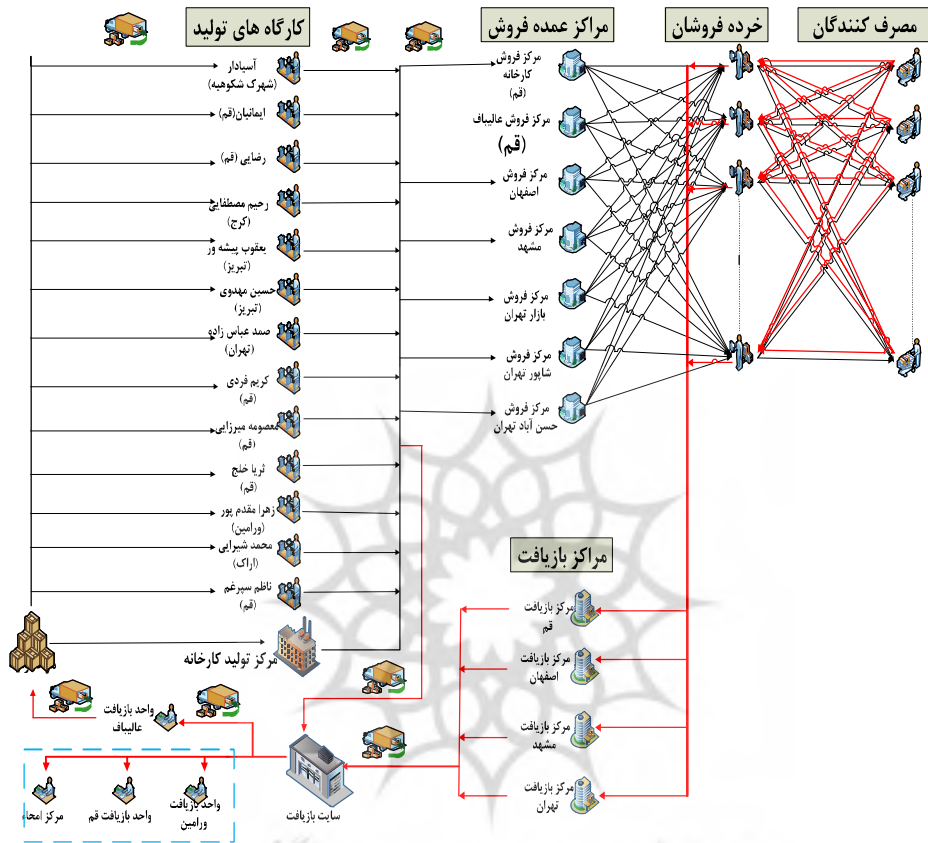 مصرف کنندگان
خرده فروشان
مراکز عمده فروش
کارگاه های تولید
مرکز فروش
کارخانه
(قم)
مرکز فروش عالیباف
(قم)
مرکز فروش
اصفهان
مرکز فروش
مشهد
مرکز فروش
بازار تهران
مرکز فروش
شاپور تهران
مرکز فروش
حسن آباد تهران
آسیادار
(شهرک شکوهیه)
ایمانیان(قم)
رضایی (قم)
رحیم مصطفایی
(کرج)
یعقوب پیشه ور
(تبریز)
حسین مهدوی
(تبریز)
صمد عباس زاده
(تهران)
کریم فردی
(قم)
معصومه میرزایی
(قم)
ثریا خلج
(قم)
زهرا مقدم پور
(ورامین)
محمد شیرایی
(اراک)
ناظم سپرغم
(قم)
مرکز تولید کارخانه
مراکز بازیافت
مرکز بازیافت
قم
مرکز بازیافت
اصفهان
مرکز بازیافت
مشهد
مرکز بازیافت
تهران
سایت بازیافت
واحد بازیافت
عالیباف
واحد بازیافت
ورامین
واحد بازیافت قم
مرکز امحاء